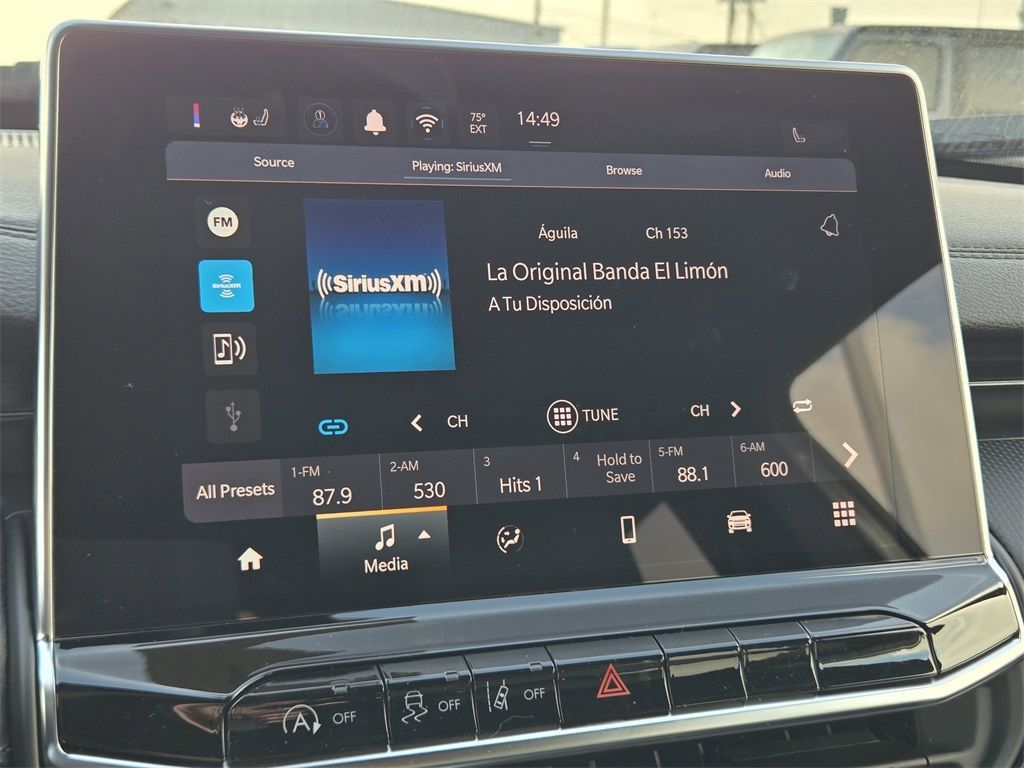 1
75°
EXT
14:49
Source
Playing: SiriusXM
Browse
Audio
FM
SiriusXM
((SiriusXM))
Águila
Ch 153
La Original Banda El Limón
A Tu Disposición
CH
TUNE
CH
All Presets
1-FM
87.9
2-AM
530
3
Hits 1
4
Hold to
Save
5-FM
88.1
6-AM
600
Media
A OFF
OFF
OFF